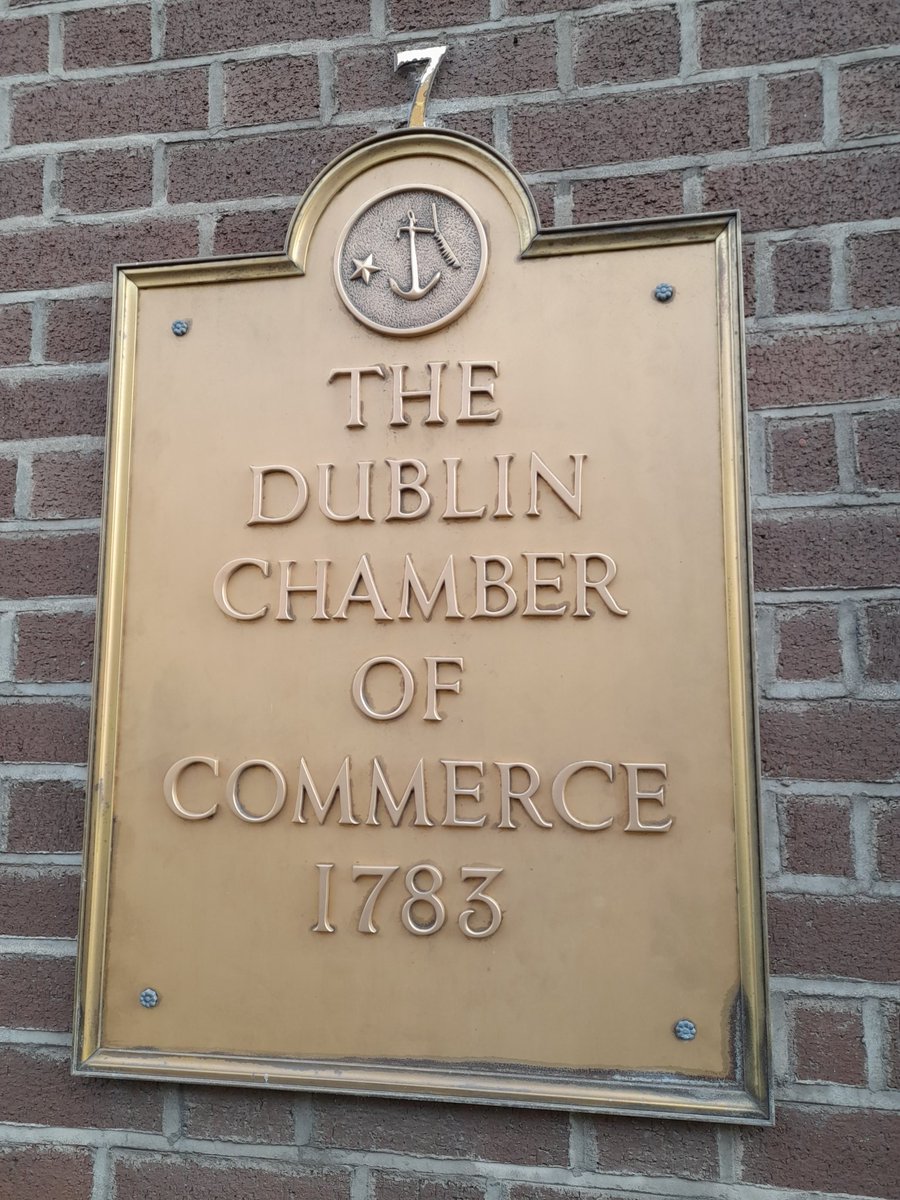 7
THE
DUBLIN
CHAMBER
OF
COMMERCE
1783